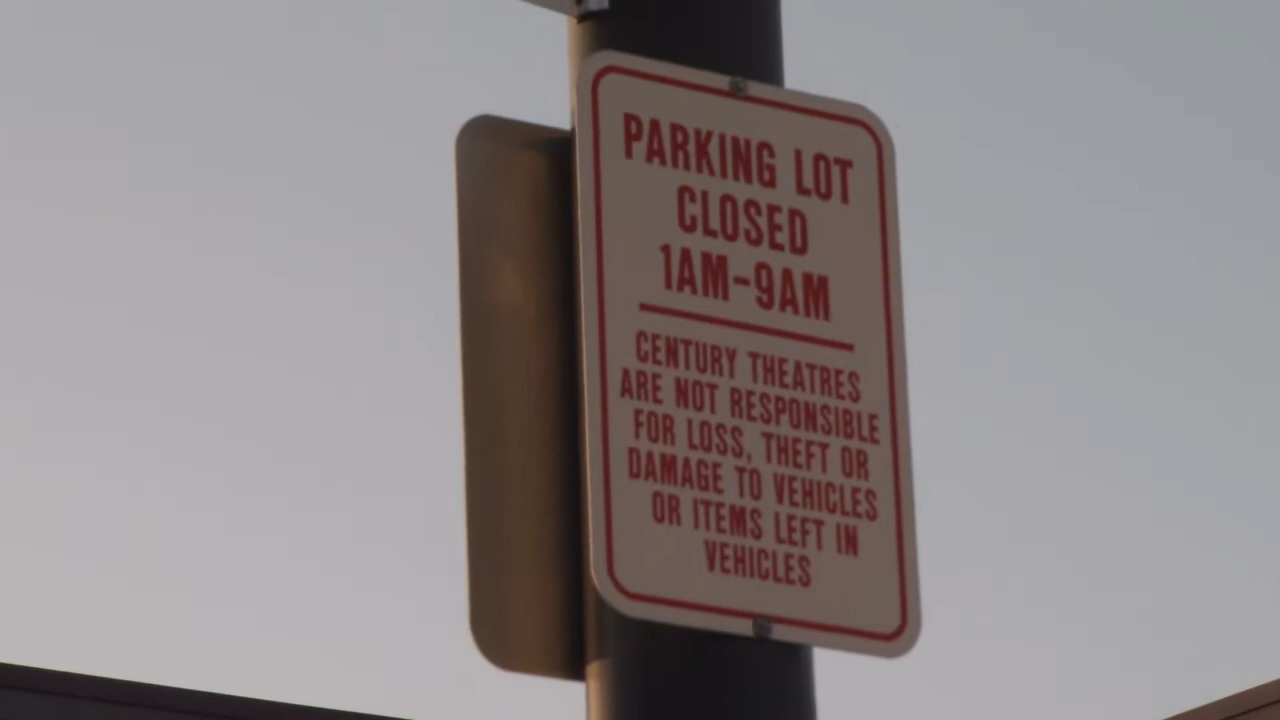 PARKING LOT
CLOSED
1AM-9AM
CENTURY THEATRES
ARE NOT RESPONSIBLE
FOR LOSS, THEFT OR
DAMAGE TO VEHICLES
OR ITEMS LEFT IN
VEHICLES